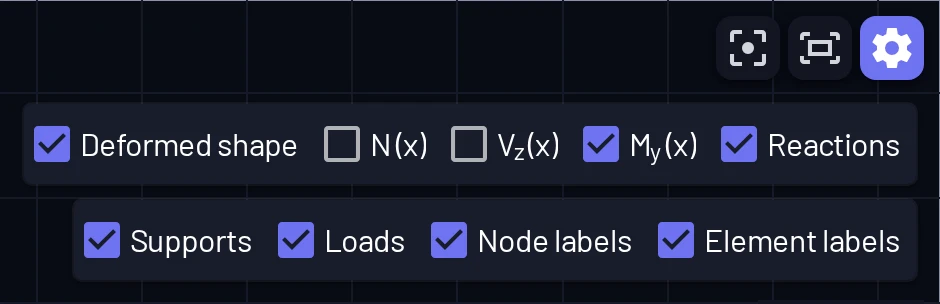 Deformed shape N(x) Vz(x) My(x) Reactions
Supports Loads Node labels Element labels